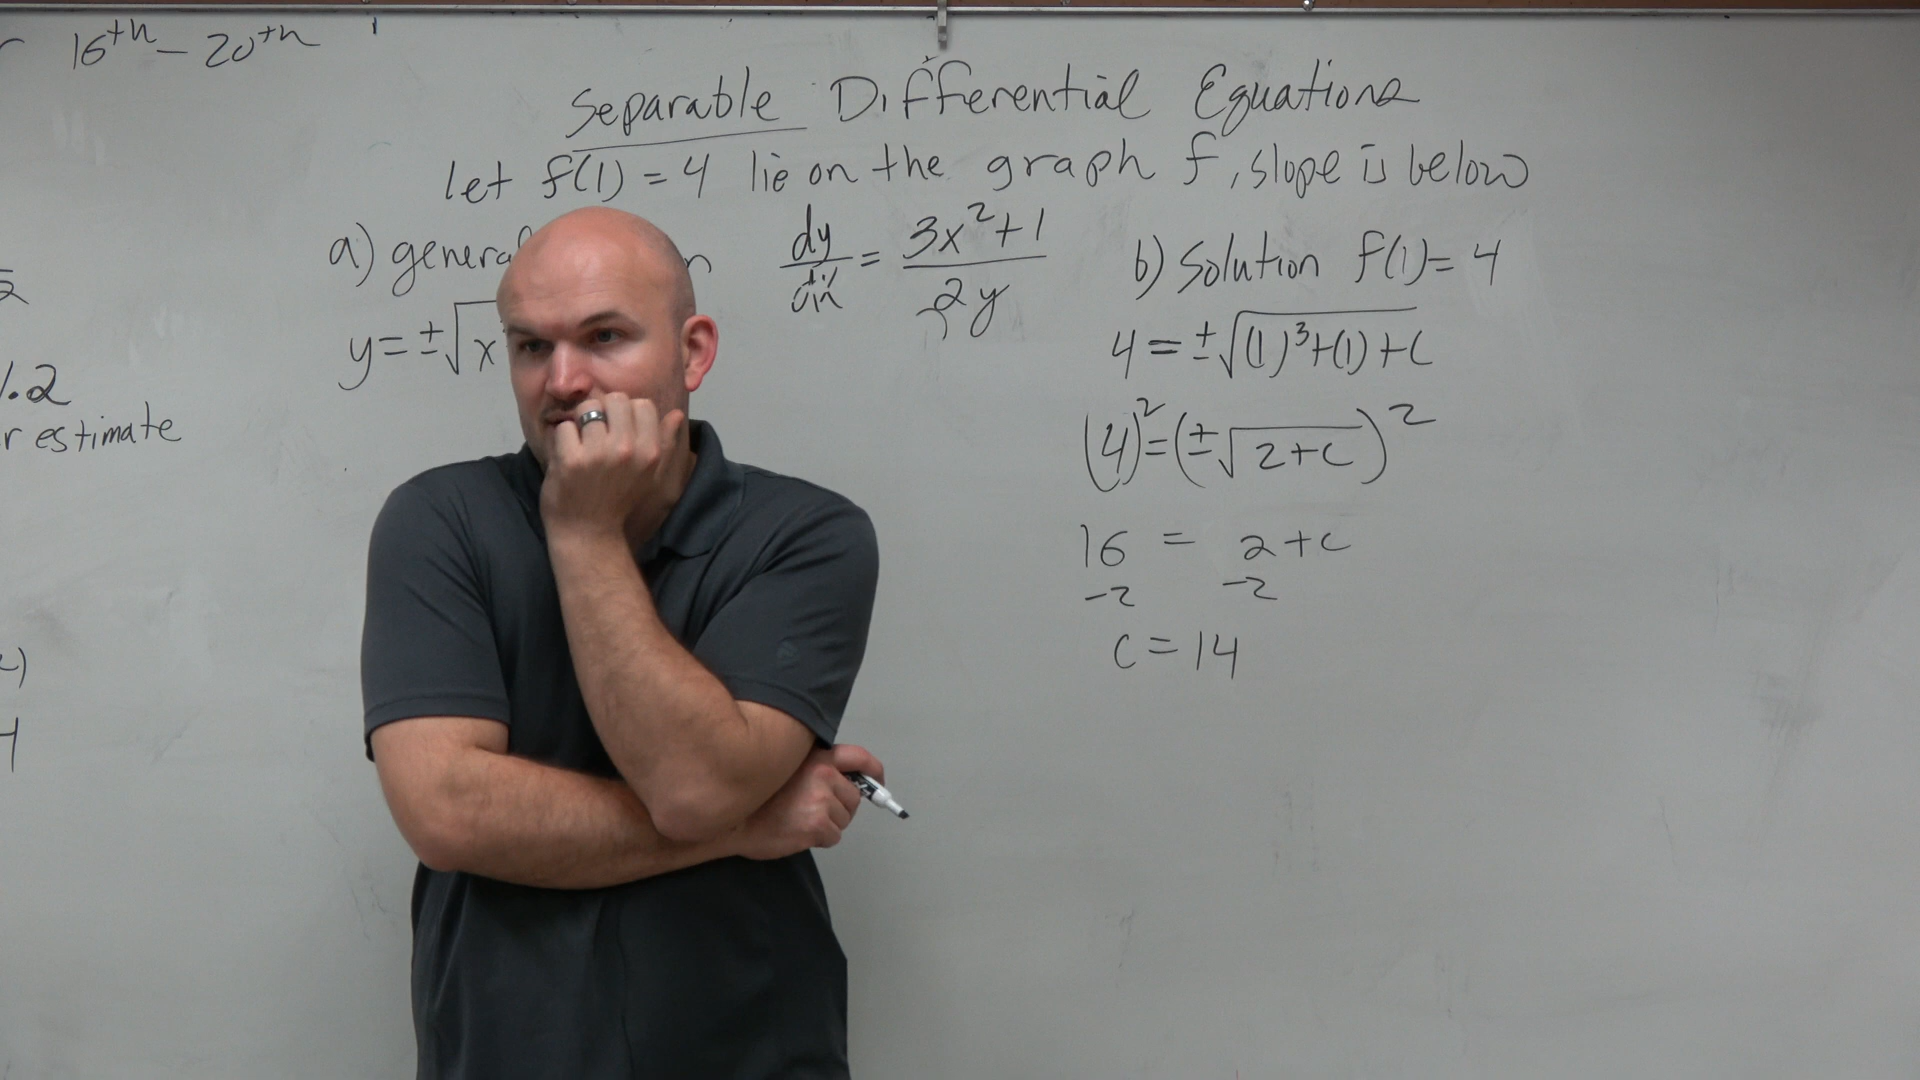 16th - 20th
Separable Differential Equations
let f(1) = 4 lie on the graph f, slope is below
a) general
dy/dx = 3x²+1/2y
b) Solution f(1) = 4
y = ±√x
4 = ±√(1)³+(1)+C
(4)² = (±√2+C)²
16 = 2+C
-2 -2
C = 14
.2
estimate